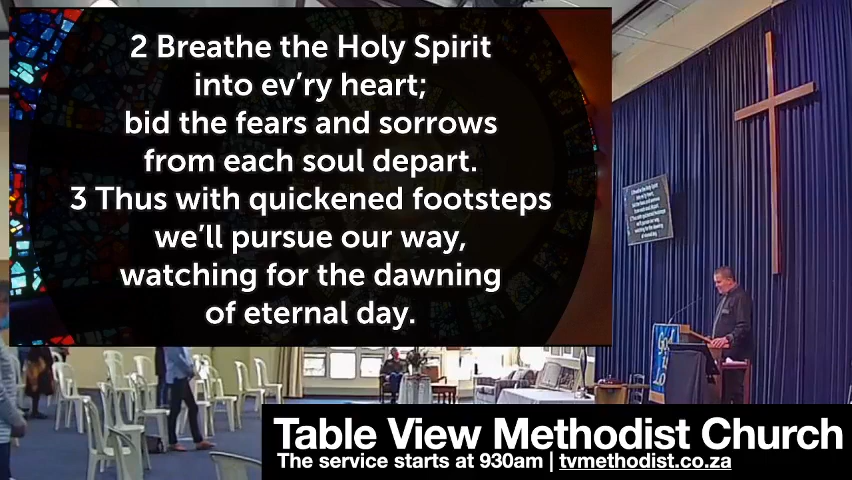 2 Breathe the Holy Spirit
into ev'ry heart;
bid the fears and sorrows
from each soul depart.
3 Thus with quickened footsteps
we'll pursue our way,
watching for the dawning
of eternal day.
Table View Methodist Church
The service starts at 930am | tvmethodist.co.za